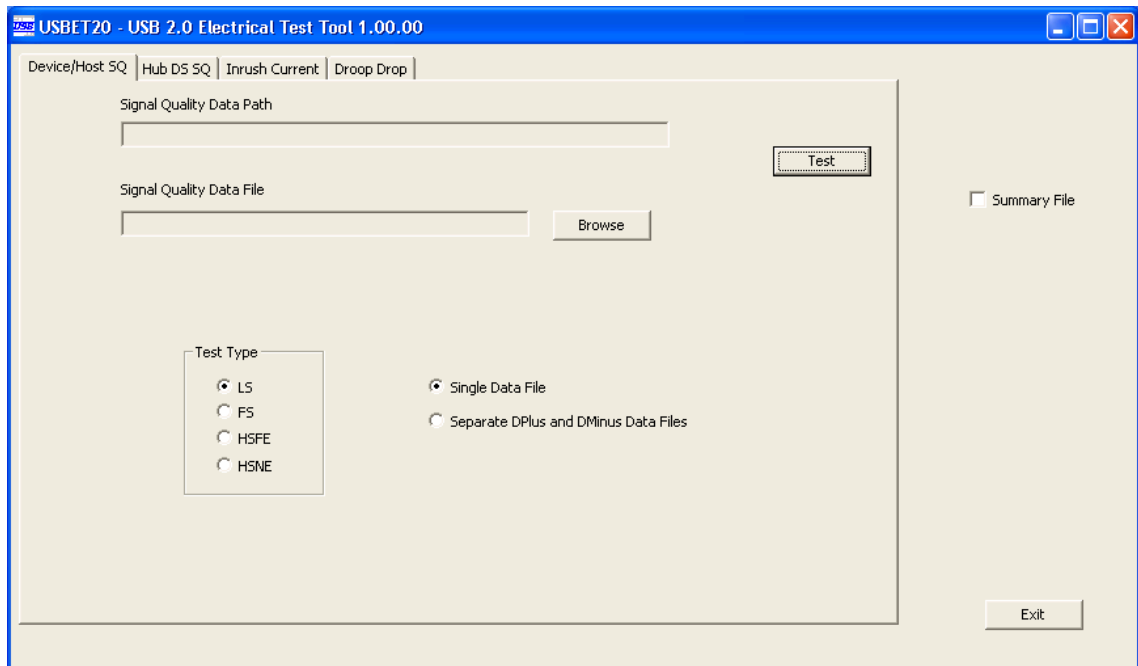 USB USBET20 - USB 2.0 Electrical Test Tool 1.00.00
Device/Host SQ Hub DS SQ Inrush Current Droop Drop
Signal Quality Data Path
Test
Signal Quality Data File
Summary File
Browse
Test Type
LS
Single Data File
FS
Separate DPlus and DMinus Data Files
HSFE
HSNE
Exit